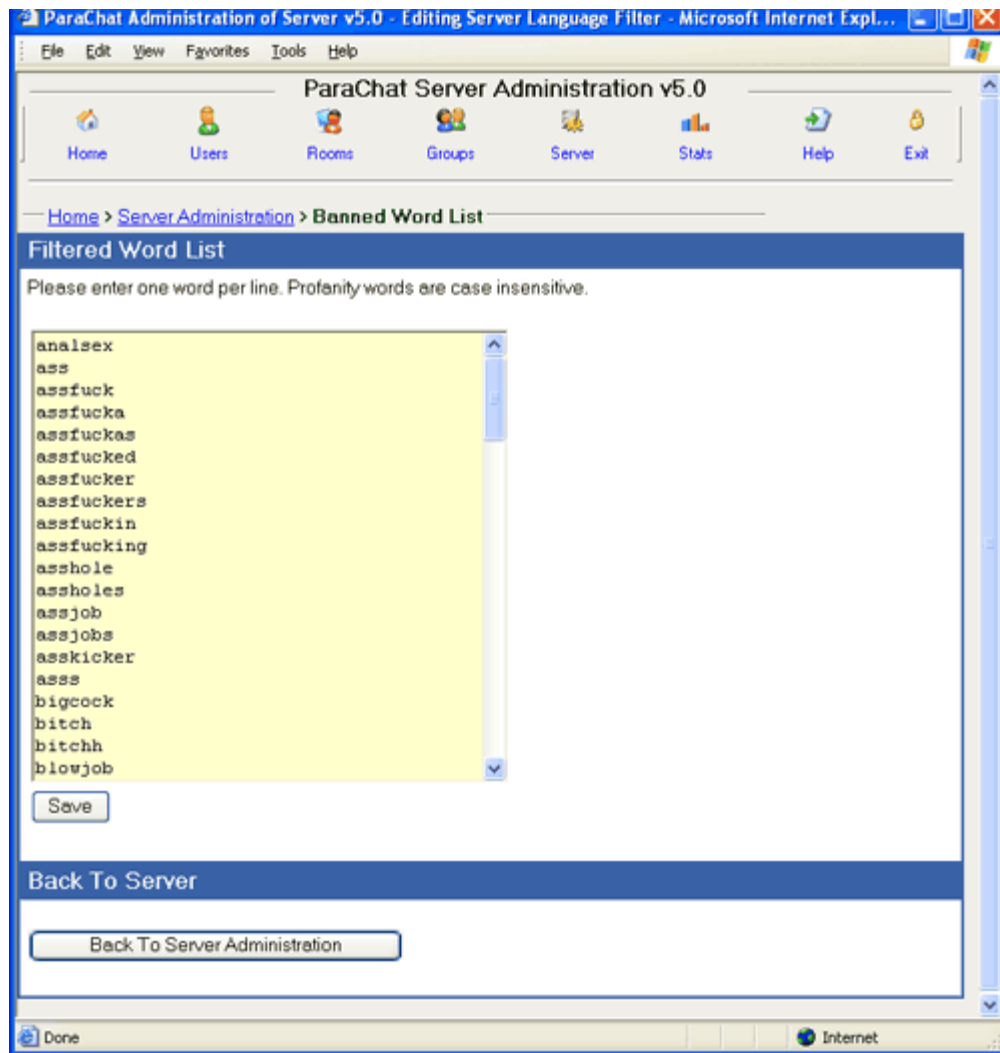 ParaChat Administration of Server v5.0 - Editing Server Language Filter - Microsoft Internet Expl...
File Edit View Favorites Tools Help
ParaChat Server Administration v5.0
Home Users Rooms Groups Server Stats Help Exit
Home > Server Administration > Banned Word List
Filtered Word List
Please enter one word per line. Profanity words are case insensitive.
analsex
ass
assfuck
assfucka
assfuckas
assfucked
assfucker
assfuckers
assfuckin
assfucking
asshole
assholes
assjob
assjobs
asskicker
asss
bigcock
bitch
bitchh
blowjob
Save
Back To Server
Back To Server Administration
Done Internet